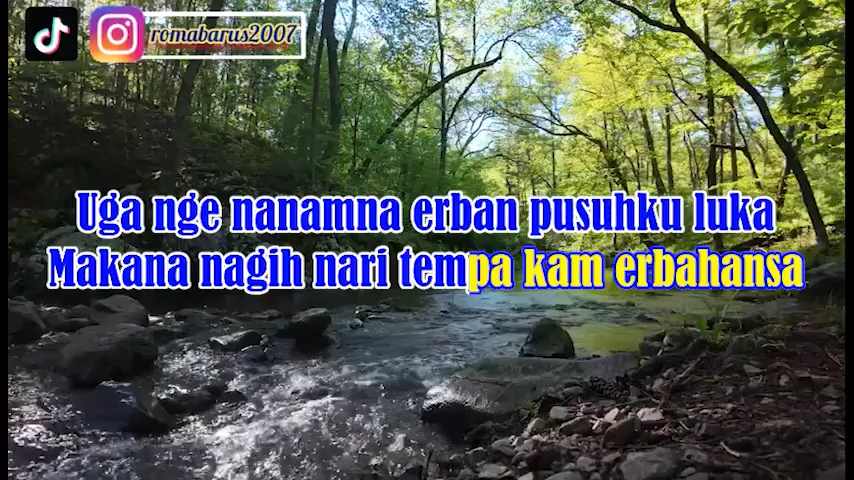 romabarus2007
Uga nge nanamna erban pusuhku luka
Makana nagih nari tempa kam erbahansa